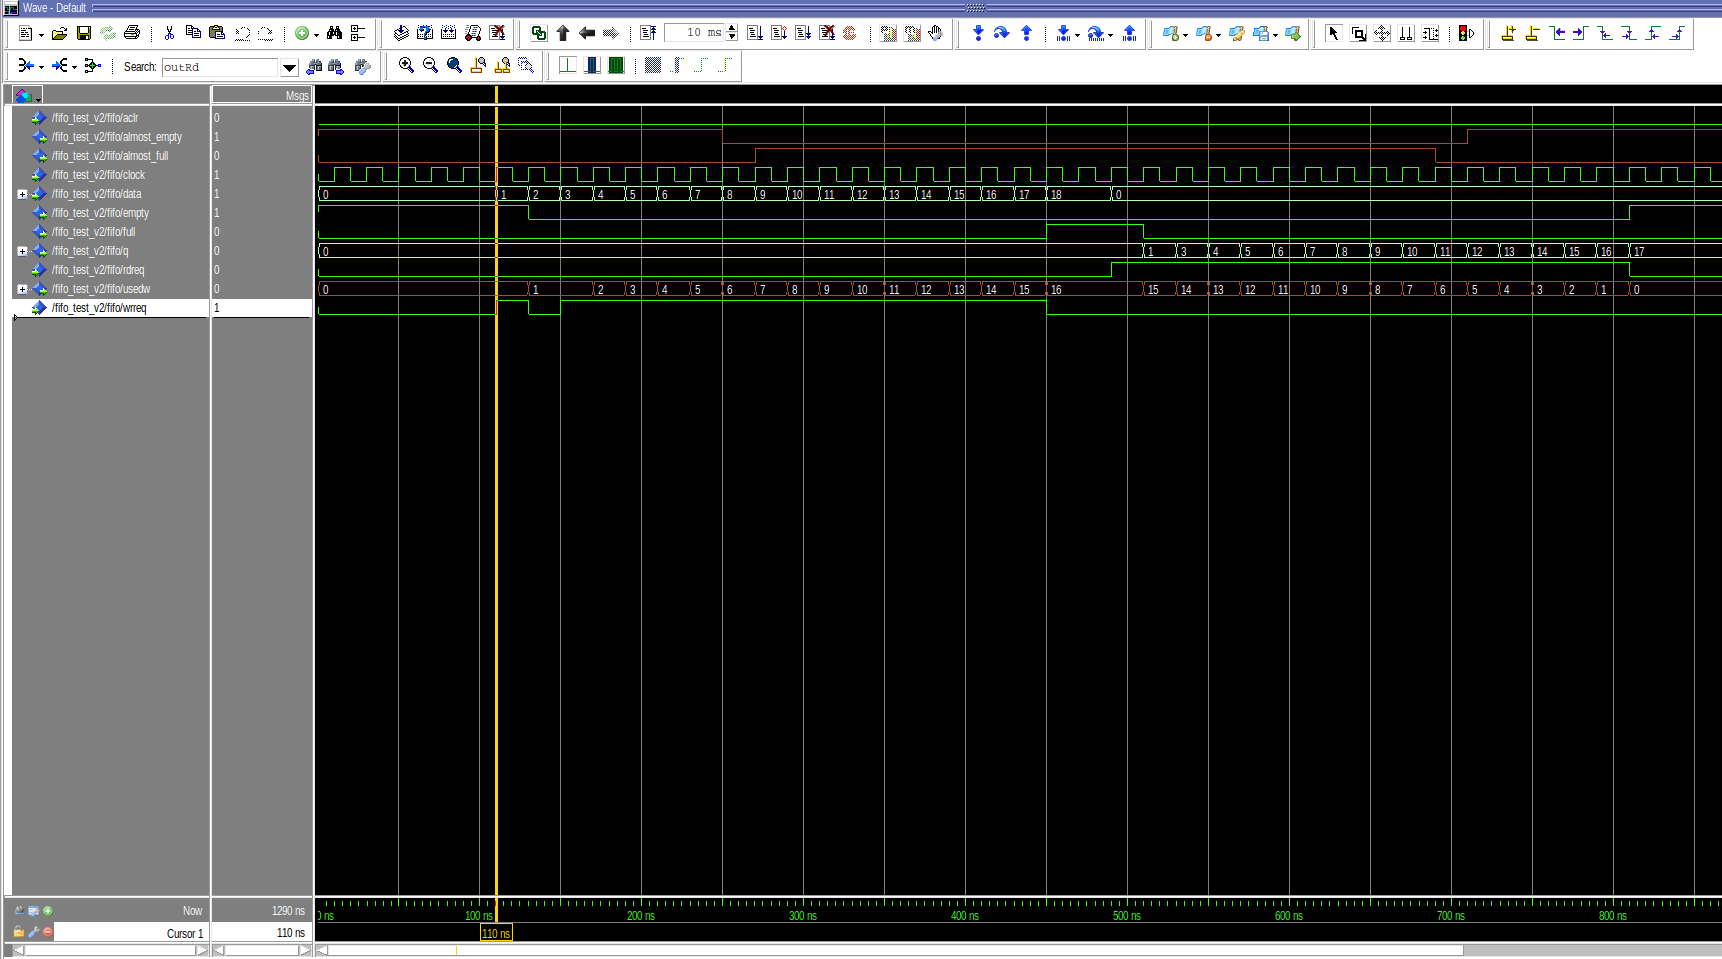 Wave - Default
10 ms
Search: outRd
Msgs
/fifo_test_v2/fifo/aclr 0
/fifo_test_v2/fifo/almost_empty 1
/fifo_test_v2/fifo/almost_full 0
/fifo_test_v2/fifo/clock 1
/fifo_test_v2/fifo/data 1 0 1 2 3 4 5 6 7 8 9 10 11 12 13 14 15 16 17 18 0
/fifo_test_v2/fifo/empty 1
/fifo_test_v2/fifo/full 0
/fifo_test_v2/fifo/q 0 0 1 3 4 5 6 7 8 9 10 11 12 13 14 15 16 17
/fifo_test_v2/fifo/rdreq 0
/fifo_test_v2/fifo/usedw 0 0 1 2 3 4 5 6 7 8 9 10 11 12 13 14 15 16 15 14 13 12 11 10 9 8 7 6 5 4 3 2 1 0
/fifo_test_v2/fifo/wrreq 1
Now 1290 ns ns 100 ns 200 ns 300 ns 400 ns 500 ns 600 ns 700 ns 800 ns
Cursor 1 110 ns 110 ns